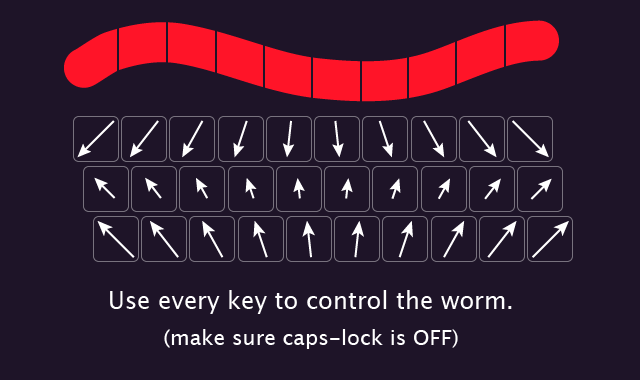 Use every key to control the worm.
(make sure caps-lock is OFF)